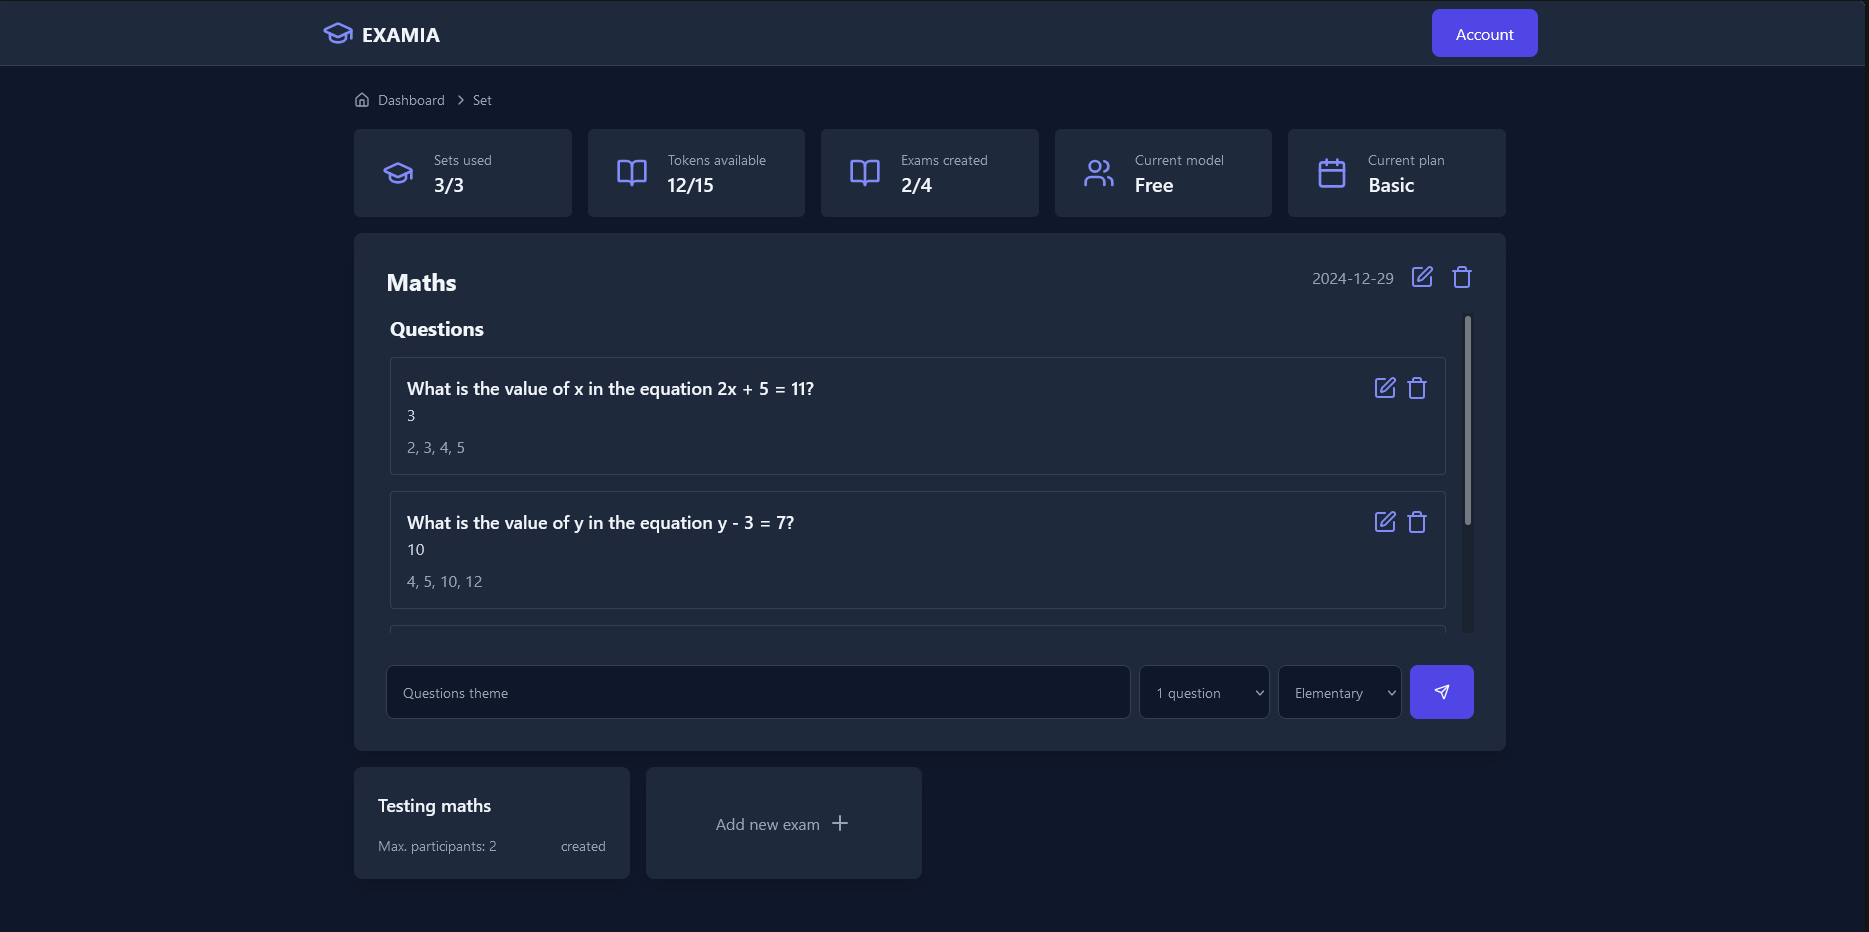 EXAMIA
Account
Dashboard > Set
Sets used
3/3
Tokens available
12/15
Exams created
2/4
Current model
Free
Current plan
Basic
Maths
2024-12-29
Questions
What is the value of x in the equation 2x + 5 = 11?
3
2, 3, 4, 5
What is the value of y in the equation y - 3 = 7?
10
4, 5, 10, 12
Questions theme
1 question
Elementary
Testing maths
Max. participants: 2
created
Add new exam +